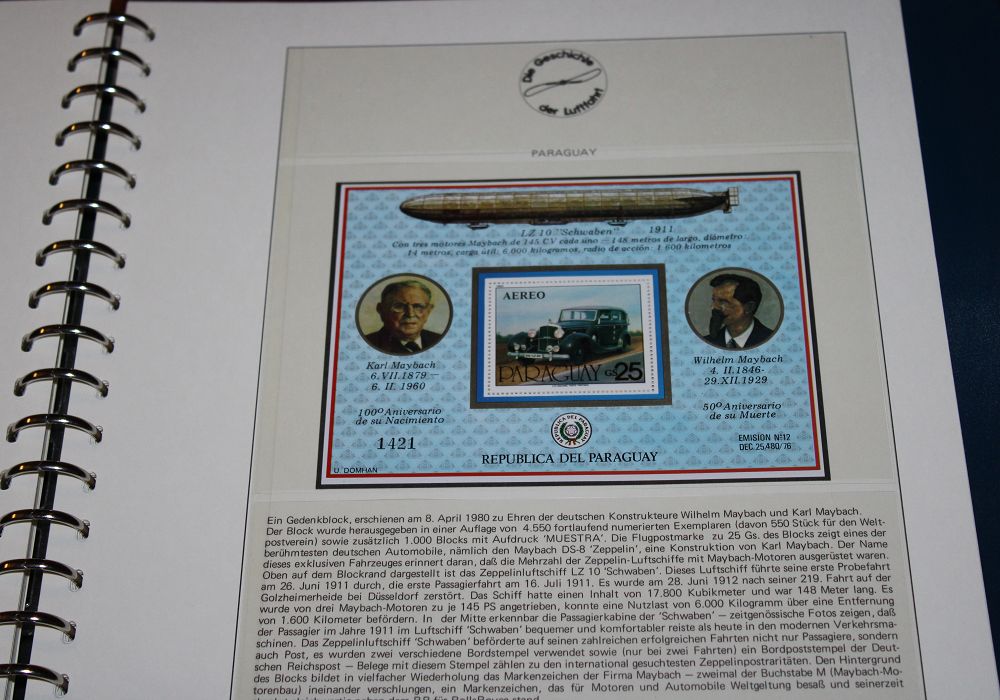 Die Geschichte
der Luftfahrt
PARAGUAY
LZ 10 "Schwaben" 1911
Con tres motores Maybach de 145 CV cada uno — 148 metros de largo, diámetro:
14 metros, carga útil: 6.000 kilogramos, radio de acción: 1.600 kilometros
AEREO
PARAGUAY GS 25
Karl Maybach
6. VII. 1879 —
6. II. 1960
Wilhelm Maybach
4. II. 1846-
29. XII. 1929
100º Aniversario
de su Nacimiento
50º Aniversario
de su Muerte
1421
REPUBLICA DEL PARAGUAY
EMISIÓN Nº 12
DEC. 25.480/76
REPUBLICA DEL PARAGUAY
U. DOMHAN
Ein Gedenkblock, erschienen am 8. April 1980 zu Ehren der deutschen Konstrukteure Wilhelm Maybach und Karl Maybach.
Der Block wurde herausgegeben in einer Auflage von 4.550 fortlaufend numerierten Exemplaren (davon 550 Stück für den Welt-
postverein) sowie zusätzlich 1.000 Blocks mit Aufdruck 'MUESTRA'. Die Flugpostmarke zu 25 Gs. des Blocks zeigt eines der
berühmtesten deutschen Automobile, nämlich den Maybach DS-8 'Zeppelin', eine Konstruktion von Karl Maybach. Der Name
dieses exklusiven Fahrzeuges erinnert daran, daß die Mehrzahl der Zeppelin-Luftschiffe mit Maybach-Motoren ausgerüstet waren.
Oben auf dem Blockrand dargestellt ist das Zeppelinluftschiff LZ 10 'Schwaben'. Dieses Luftschiff führte seine erste Probefahrt
am 26. Juni 1911 durch, die erste Passagierfahrt am 16. Juli 1911. Es wurde am 28. Juni 1912 nach seiner 219. Fahrt auf der
Golzheimerheide bei Düsseldorf zerstört. Das Schiff hatte einen Inhalt von 17.800 Kubikmeter und war 148 Meter lang. Es
wurde von drei Maybach-Motoren zu je 145 PS angetrieben, konnte eine Nutzlast von 6.000 Kilogramm über eine Entfernung
von 1.600 Kilometer befördern. In der Mitte erkennbar die Passagierkabine der 'Schwaben' — zeitgenössische Fotos zeigen, daß
der Passagier im Jahre 1911 im Luftschiff 'Schwaben' bequemer und komfortabler reiste als heute in den modernen Verkehrsma-
schinen. Das Zeppelinluftschiff 'Schwaben' beförderte auf seinen zahlreichen erfolgreichen Fahrten nicht nur Passagiere, sondern
auch Post, es wurden zwei verschiedene Bordstempel verwendet sowie (nur bei zwei Fahrten) ein Bordpoststempel der Deut-
schen Reichspost — Belege mit diesem Stempel zählen zu den international gesuchtesten Zeppelinpostraritäten. Den Hintergrund
des Blocks bildet in vielfacher Wiederholung das Markenzeichen der Firma Maybach — zweimal der Buchstabe M (Maybach-Mo-
torenbau) ineinander verschlungen, ein Markenzeichen, das für Motoren und Automobile Weltgeltung besaß und seinerzeit